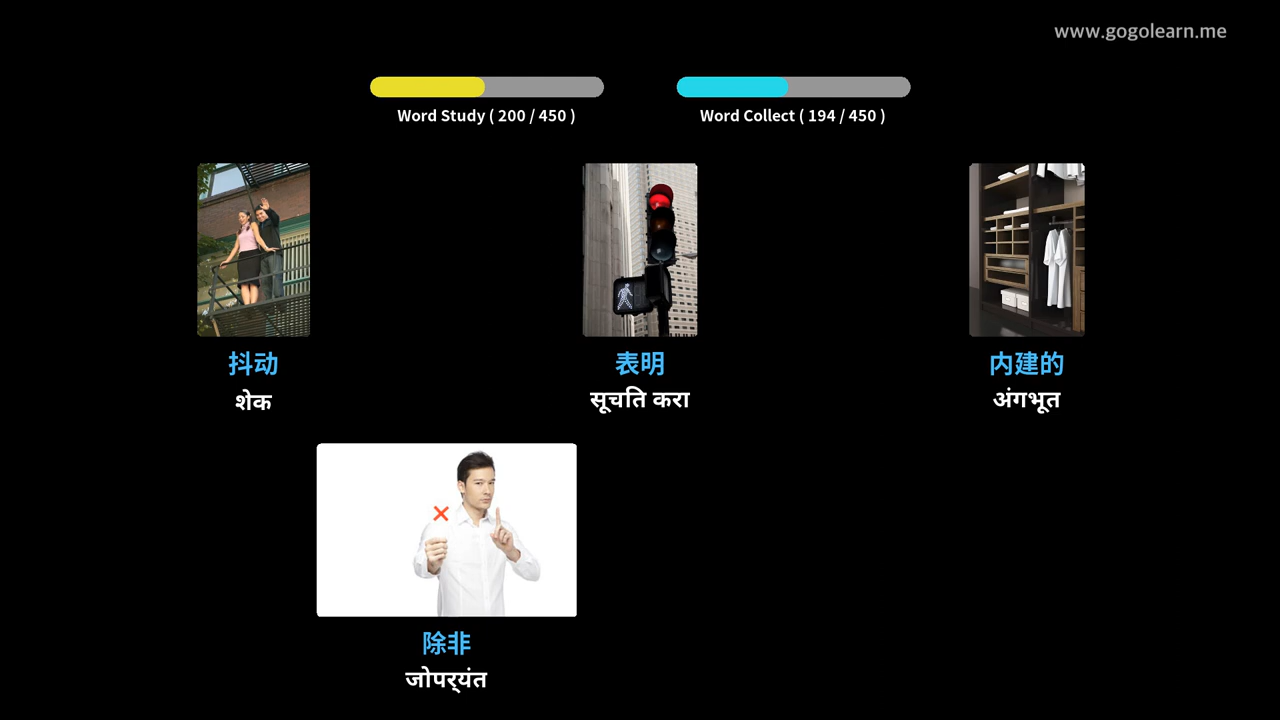 www.gogolearn.me
Word Study ( 200 / 450 )
Word Collect ( 194 / 450 )
抖动
शेक
表明
सूचति करा
内建的
अंगभूत
除非
जोपर्यंत